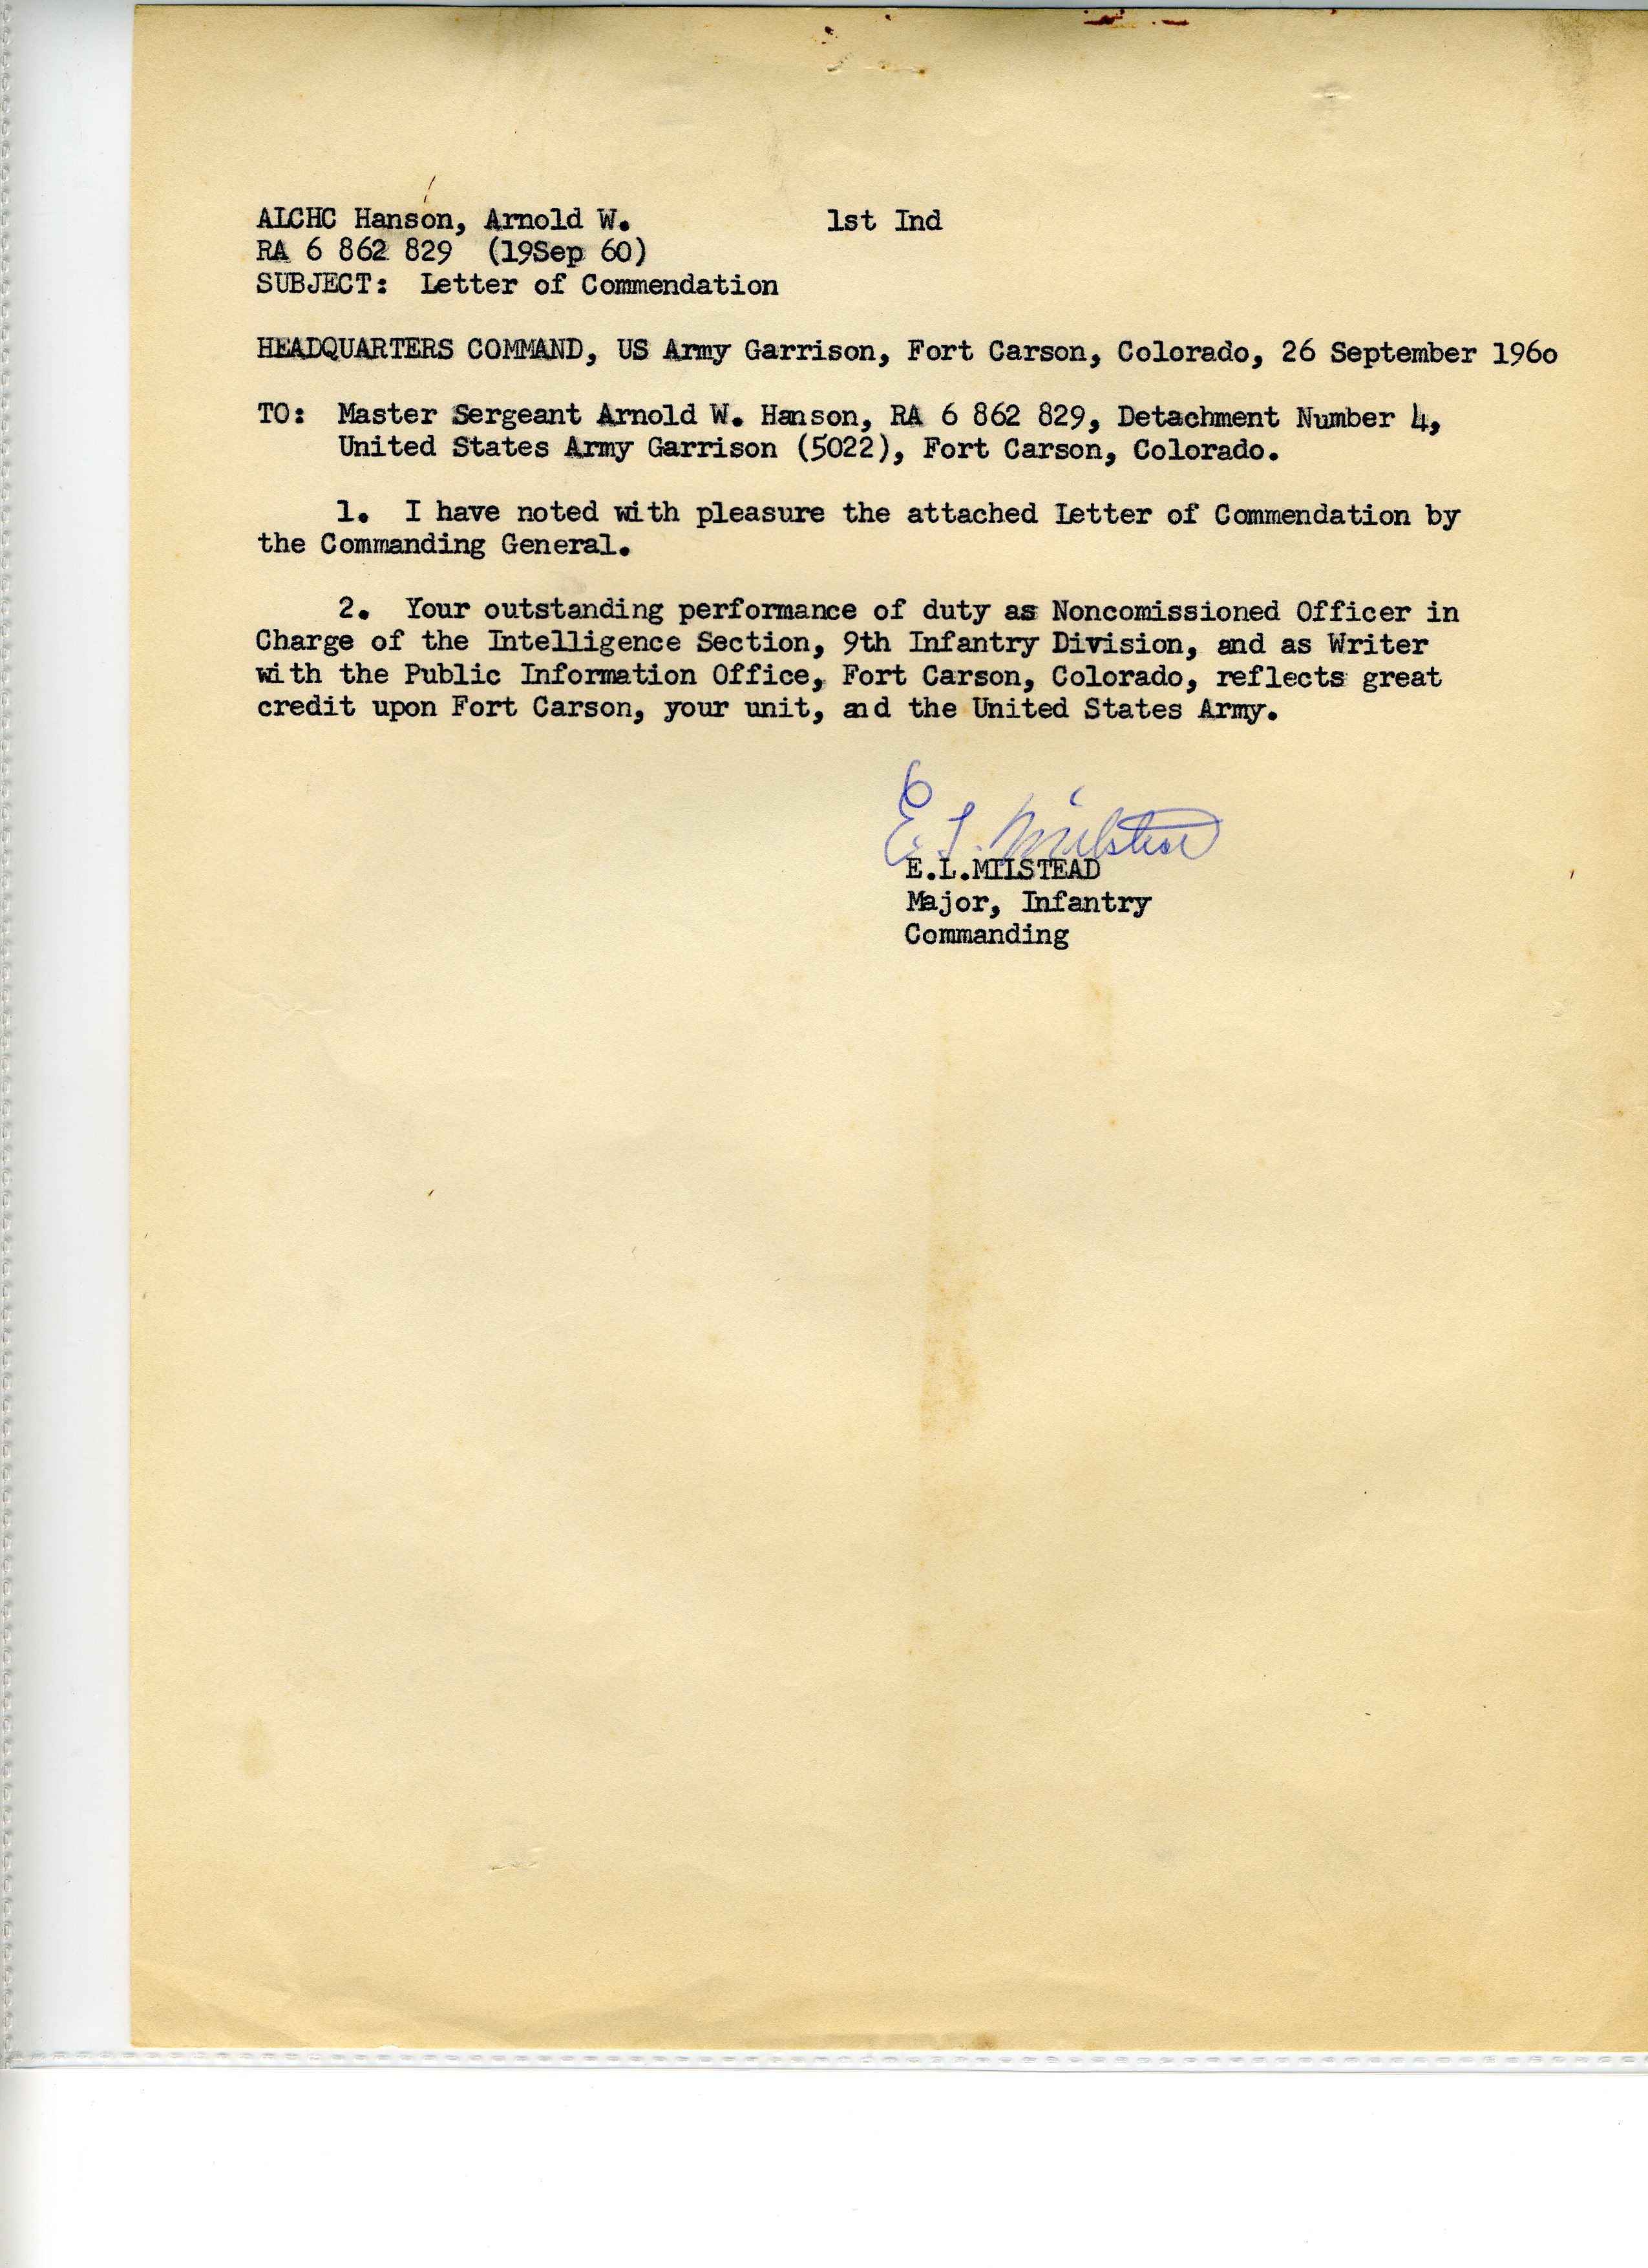 ALCHC Hanson, Arnold W. 1st Ind
RA 6 862 829 (19Sep 60)
SUBJECT: Letter of Commendation
HEADQUARTERS COMMAND, US Army Garrison, Fort Carson, Colorado, 26 September 1960
TO: Master Sergeant Arnold W. Hanson, RA 6 862 829, Detachment Number 4,
United States Army Garrison (5022), Fort Carson, Colorado.
1. I have noted with pleasure the attached Letter of Commendation by
the Commanding General.
2. Your outstanding performance of duty as Noncomissioned Officer in
Charge of the Intelligence Section, 9th Infantry Division, and as Writer
with the Public Information Office, Fort Carson, Colorado, reflects great
credit upon Fort Carson, your unit, and the United States Army.
E. L. Milstead
E.L.MILSTEAD
Major, Infantry
Commanding